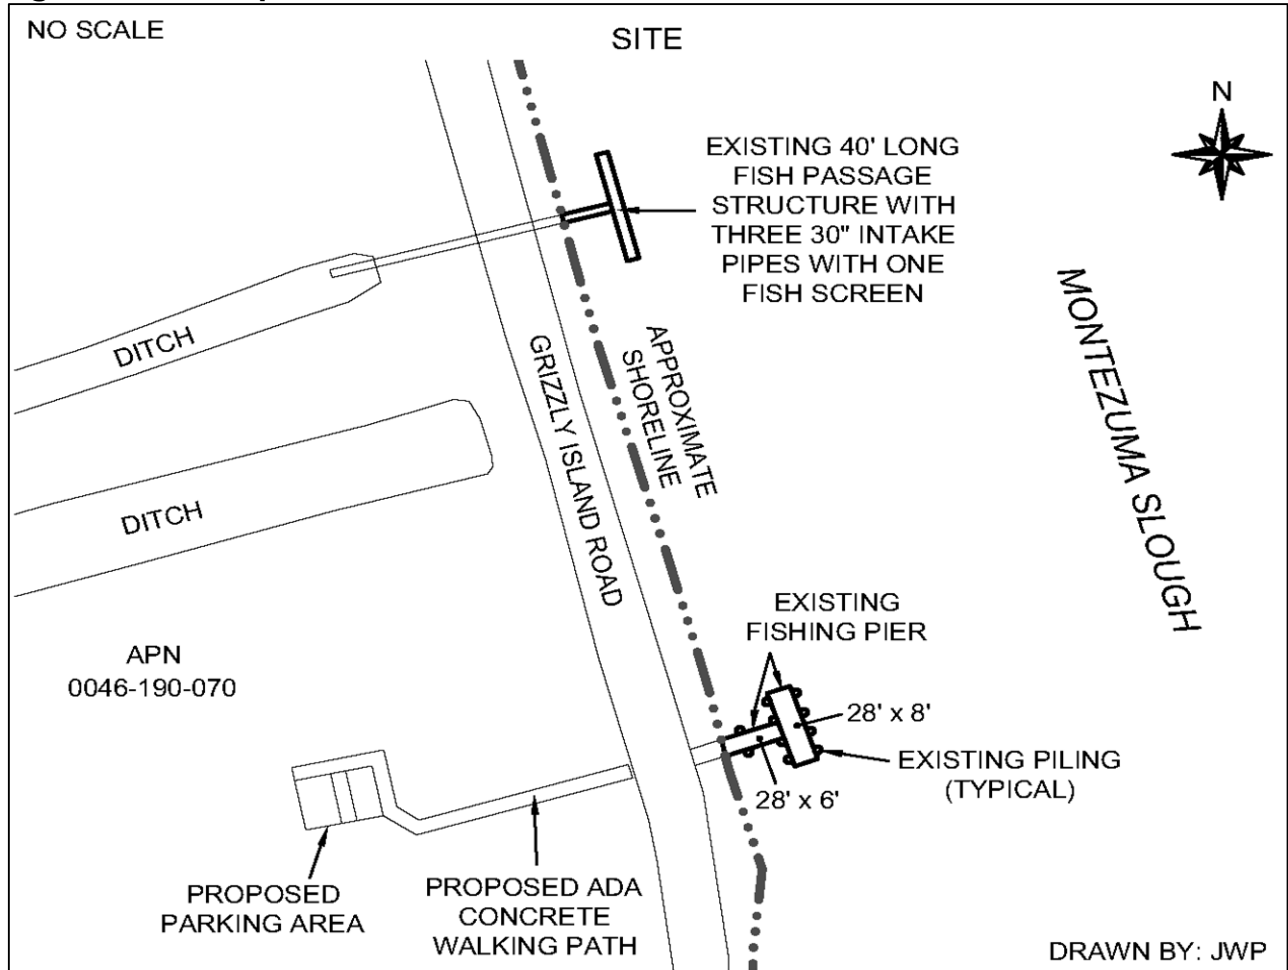 NO SCALE
SITE
N
EXISTING 40' LONG
FISH PASSAGE
STRUCTURE WITH
THREE 30" INTAKE
PIPES WITH ONE
FISH SCREEN
DITCH
GRIZZLY ISLAND ROAD
APPROXIMATE
SHORELINE
MONTEZUMA SLOUGH
DITCH
APN
0046-190-070
EXISTING
FISHING PIER
28' x 8'
EXISTING PILING
(TYPICAL)
28' x 6'
PROPOSED
PARKING AREA
PROPOSED ADA
CONCRETE
WALKING PATH
DRAWN BY: JWP